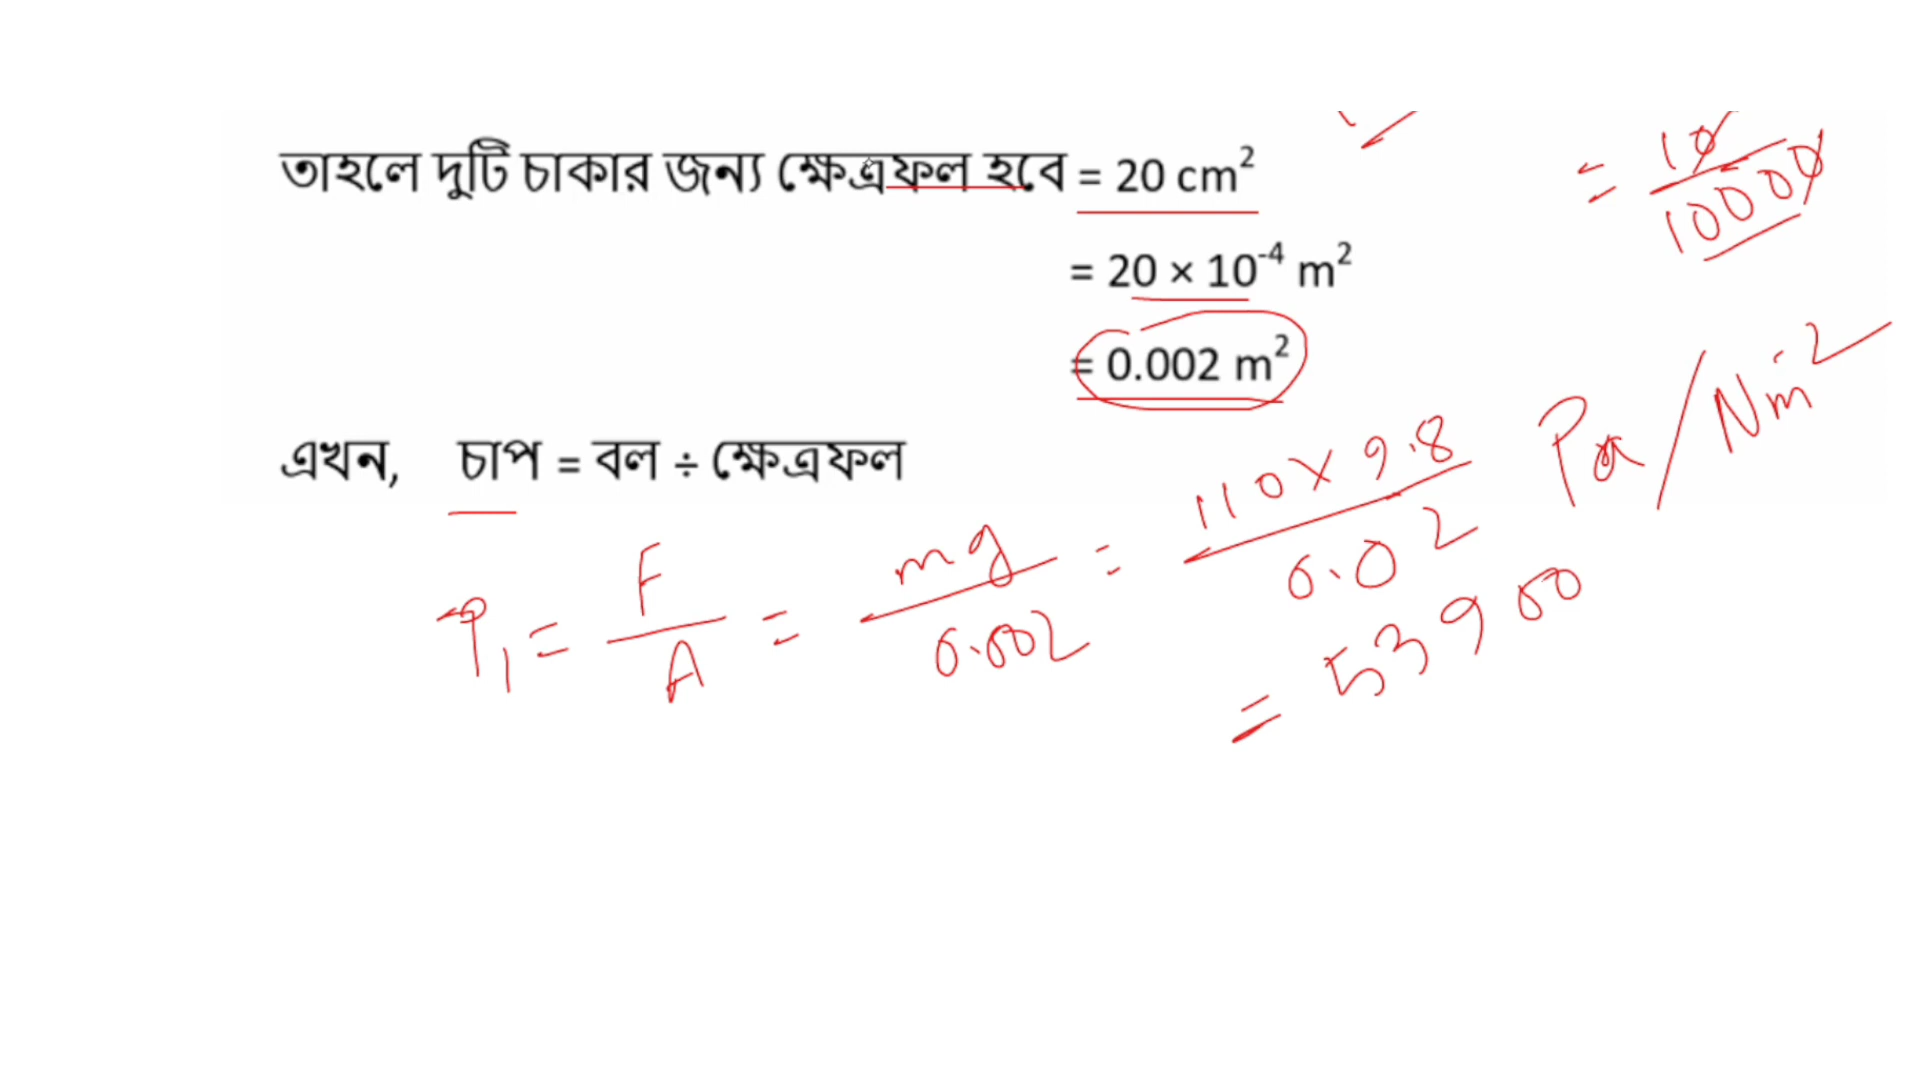 তাহলে দুটি চাকার জন্য ক্ষেত্রফল হবে = 20 cm²
= 10/10000
= 20 × 10⁻⁴ m²
= 0.002 m²
এখন, চাপ = বল ÷ ক্ষেত্রফল
P₁ = F/A = mg/0.002 = 110 × 9.8/0.02 Pa/Nm⁻²
= 53900